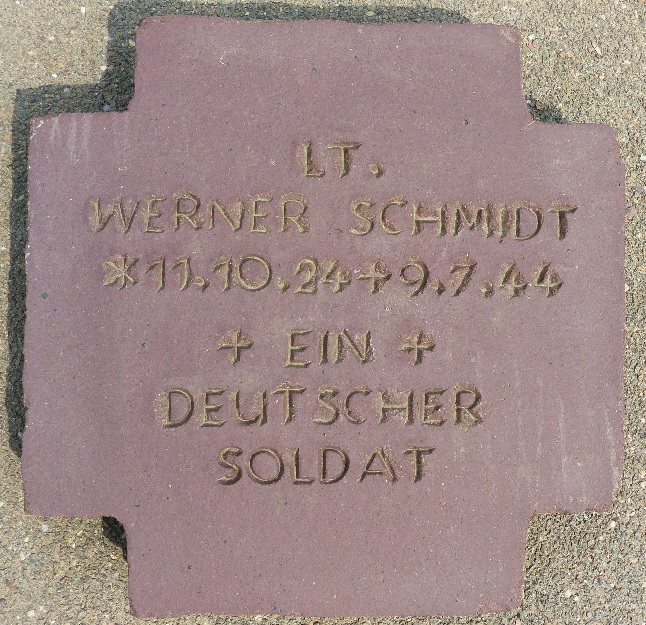 LT.
WERNER SCHMIDT
*11.10.24+9.7.44
+ EIN +
DEUTSCHER
SOLDAT